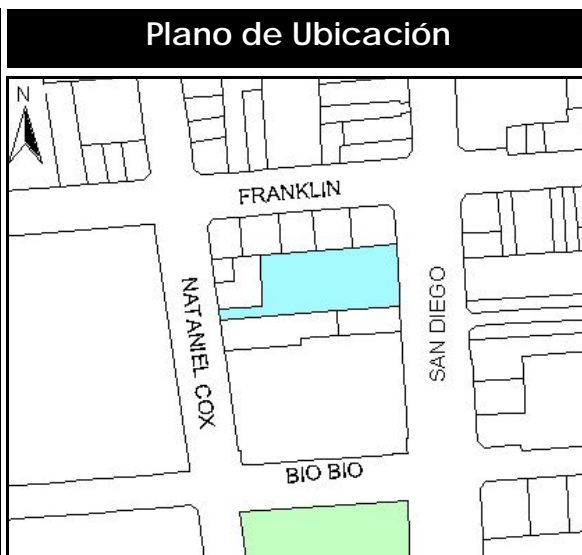 Plano de Ubicación
N
FRANKLIN
NATANIEL COX
SAN DIEGO
BIO BIO